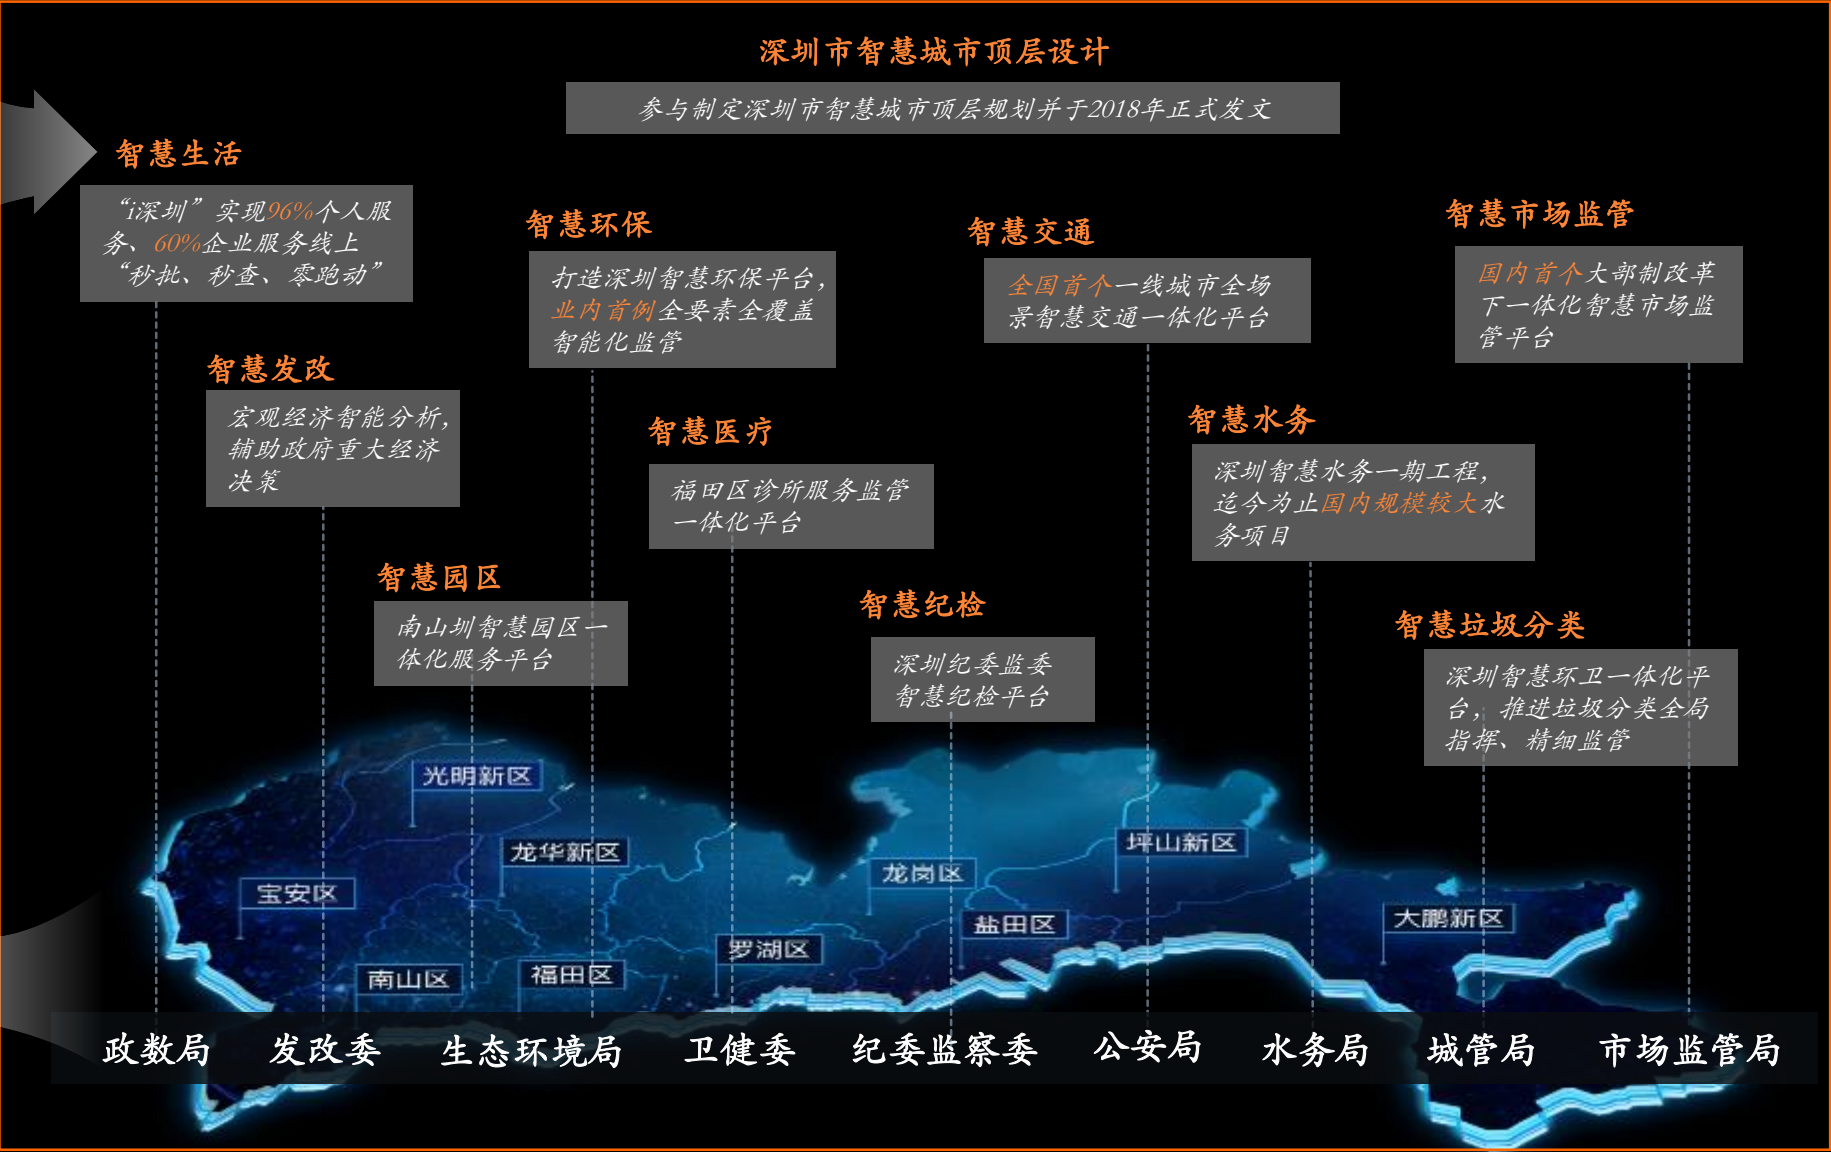 深圳市智慧城市顶层设计
参与制定深圳市智慧城市顶层规划并于2018年正式发文
智慧生活
“i深圳”实现96%个人服
务、60%企业服务线上
“秒批、秒查、零跑动”
智慧环保
打造深圳智慧环保平台，
业内首例全要素全覆盖
智能化监管
智慧交通
全国首个一线城市全场
景智慧交通一体化平台
智慧市场监管
国内首个大部制改革
下一体化智慧市场监
管平台
智慧发改
宏观经济智能分析，
辅助政府重大经济
决策
智慧医疗
福田区诊所服务监管
一体化平台
智慧水务
深圳智慧水务一期工程，
迄今为止国内规模较大水
务项目
智慧园区
南山圳智慧园区一
体化服务平台
智慧纪检
深圳纪委监委
智慧纪检平台
智慧垃圾分类
深圳智慧环卫一体化平
台，推进垃圾分类全局
指挥、精细监管
光明新区
龙华新区
坪山新区
龙岗区
宝安区
大鹏新区
盐田区
罗湖区
南山区
福田区
政数局
发改委
生态环境局
卫健委
纪委监察委
公安局
水务局
城管局
市场监管局